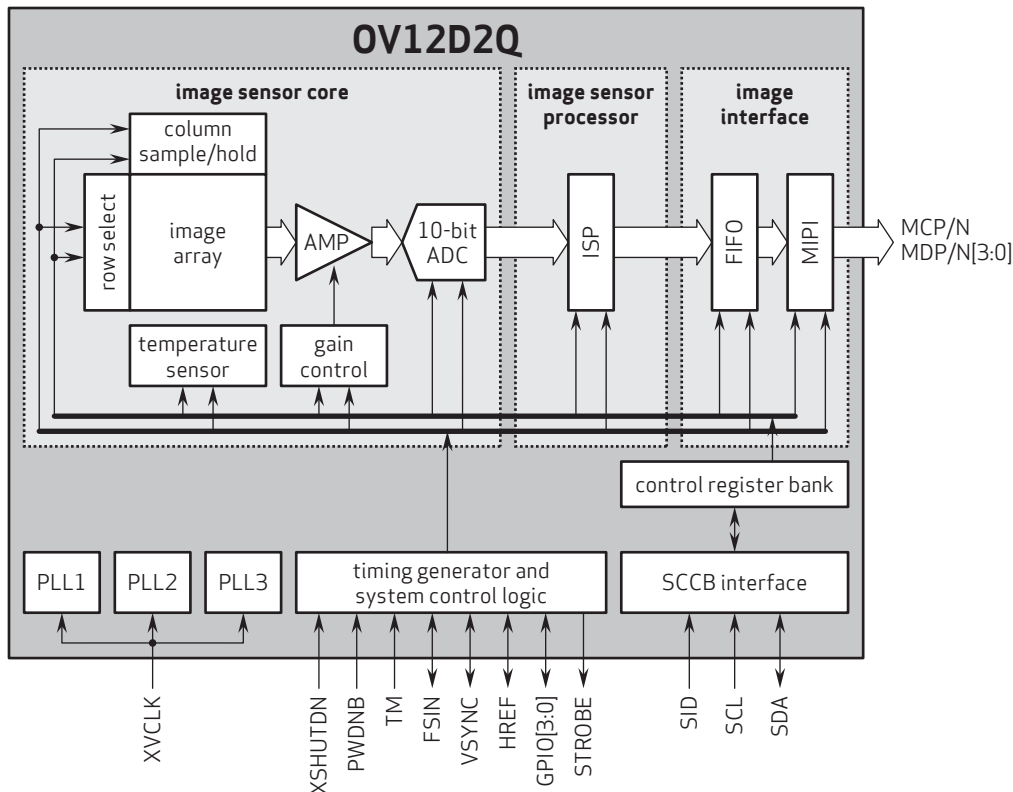 OV12D2Q
image sensor core
image sensor
processor
image
interface
column
sample/hold
row select
image
array
AMP
10-bit
ADC
ISP
FIFO
MIPI
MCP/N
MDP/N[3:0]
temperature
sensor
gain
control
control register bank
PLL1
PLL2
PLL3
timing generator and
system control logic
SCCB interface
XVCLK
XSHUTDN
PWDNB
TM
FSIN
VSYNC
HREF
GPIO[3:0]
STROBE
SID
SCL
SDA